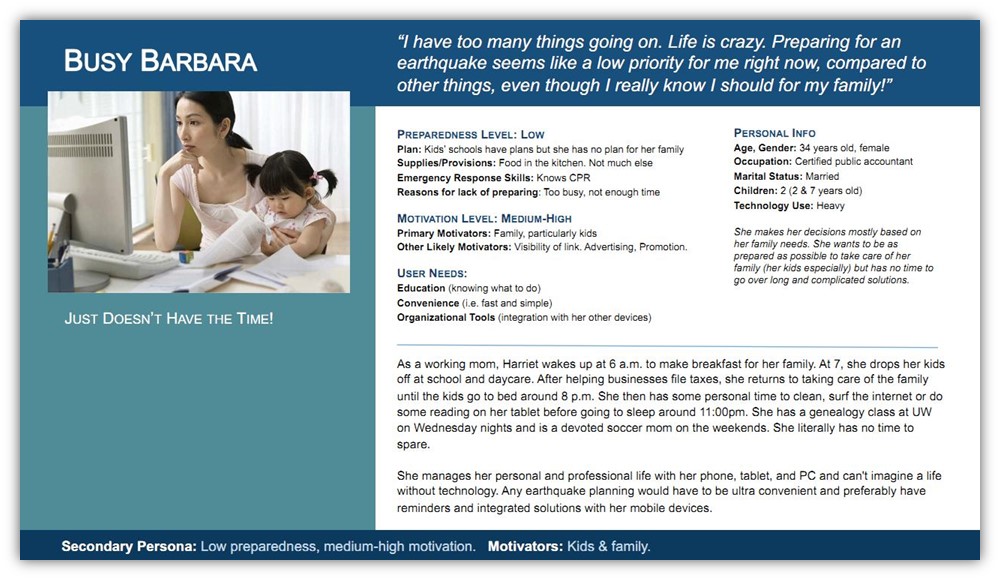 BUSY BARBARA
“I have too many things going on. Life is crazy. Preparing for an
earthquake seems like a low priority for me right now, compared to
other things, even though I really know I should for my family!”
JUST DOESN'T HAVE THE TIME!
PREPAREDNESS LEVEL: LOW
Plan: Kids' schools have plans but she has no plan for her family
Supplies/Provisions: Food in the kitchen. Not much else
Emergency Response Skills: Knows CPR
Reasons for lack of preparing: Too busy, not enough time
MOTIVATION LEVEL: MEDIUM-HIGH
Primary Motivators: Family, particularly kids
Other Likely Motivators: Visibility of link. Advertising, Promotion.
USER NEEDS:
Education (knowing what to do)
Convenience (i.e. fast and simple)
Organizational Tools (integration with her other devices)
PERSONAL INFO
Age, Gender: 34 years old, female
Occupation: Certified public accountant
Marital Status: Married
Children: 2 (2 & 7 years old)
Technology Use: Heavy
She makes her decisions mostly based on
her family needs. She wants to be as
prepared as possible to take care of her
family (her kids especially) but has no time to
go over long and complicated solutions.
As a working mom, Harriet wakes up at 6 a.m. to make breakfast for her family. At 7, she drops her kids
off at school and daycare. After helping businesses file taxes, she returns to taking care of the family
until the kids go to bed around 8 p.m. She then has some personal time to clean, surf the internet or do
some reading on her tablet before going to sleep around 11:00pm. She has a genealogy class at UW
on Wednesday nights and is a devoted soccer mom on the weekends. She literally has no time to
spare.
She manages her personal and professional life with her phone, tablet, and PC and can't imagine a life
without technology. Any earthquake planning would have to be ultra convenient and preferably have
reminders and integrated solutions with her mobile devices.
Secondary Persona: Low preparedness, medium-high motivation. Motivators: Kids & family.